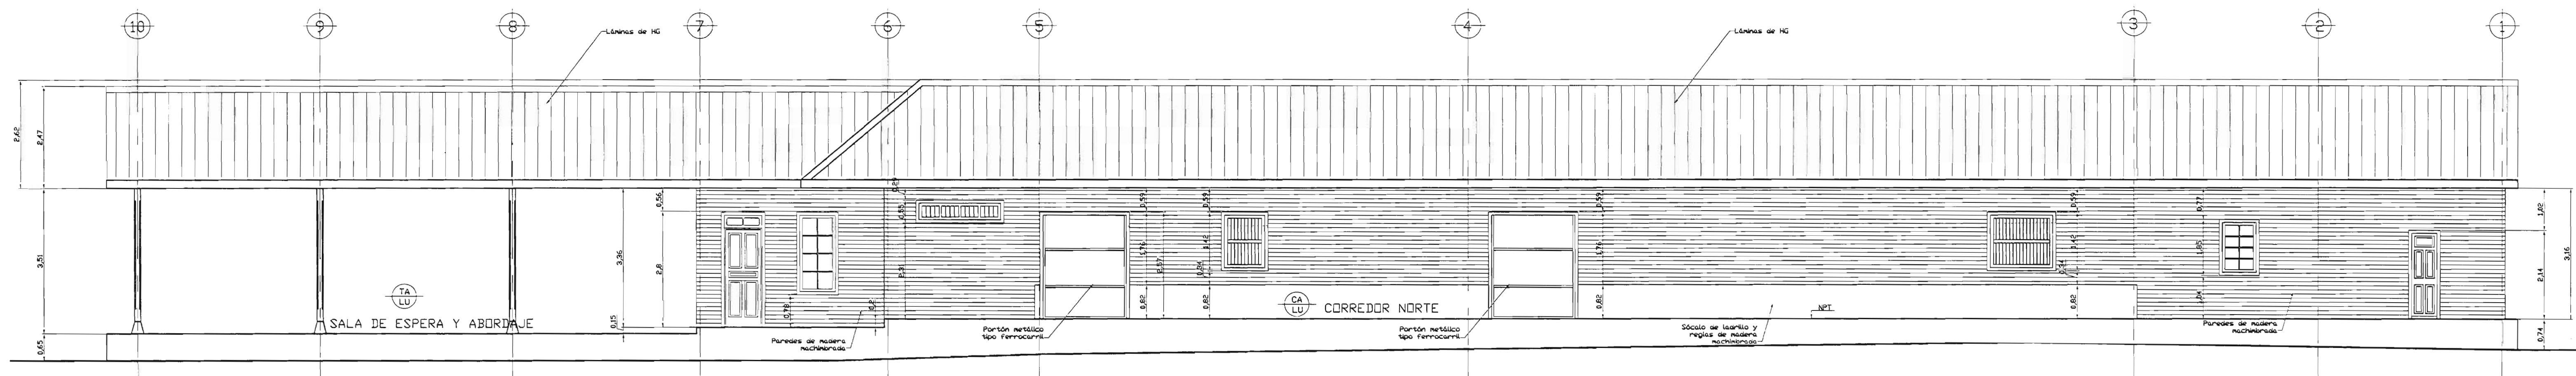 10
9
8
7
6
5
4
3
2
1
Láminas de HG
Láminas de HG
2,62
2,47
3,51
0,65
0,56
3,36
2,8
0,15
0,78
0,2
0,29
0,55
2,31
0,59
1,76
0,82
2,57
0,59
1,42
0,34
0,82
0,59
1,76
0,82
0,59
1,42
0,34
0,82
0,77
1,85
1,02
2,14
3,16
0,74
TA
LU
SALA DE ESPERA Y ABORDAJE
CA
LU
CORREDOR NORTE
NPT
Paredes de madera
machimbrada
Portón metálico
tipo ferrocarril
Portón metálico
tipo ferrocarril
Sócalo de ladrillo y
reglas de madera
machimbrada
Paredes de madera
machimbrada